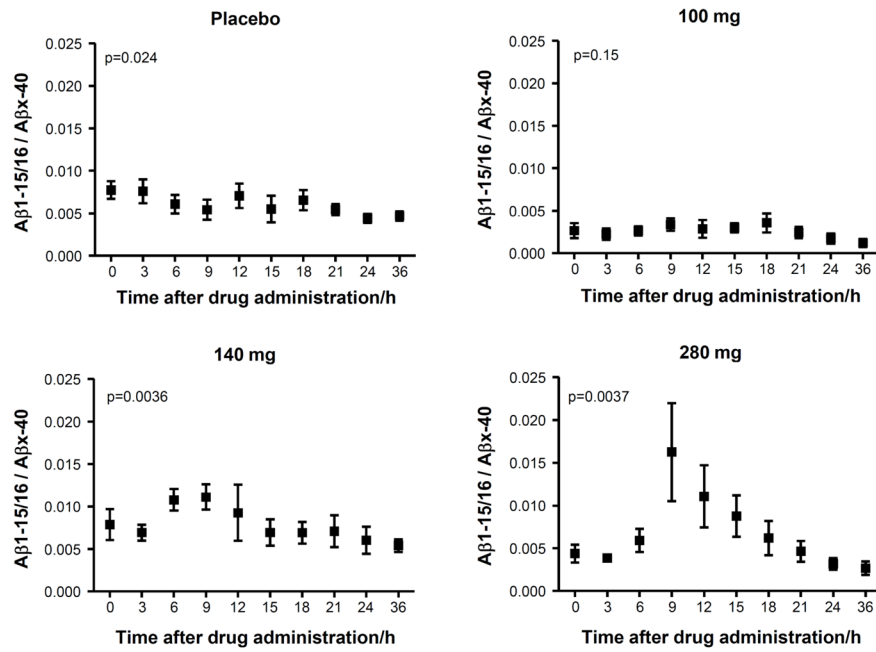 Placebo
p=0.024
Aβ1-15/16 / Aβx-40
0.025
0.020
0.015
0.010
0.005
0.000
0 3 6 9 12 15 18 21 24 36
Time after drug administration/h
100 mg
p=0.15
Aβ1-15/16 / Aβx-40
0.025
0.020
0.015
0.010
0.005
0.000
0 3 6 9 12 15 18 21 24 36
Time after drug administration/h
140 mg
p=0.0036
Aβ1-15/16 / Aβx-40
0.025
0.020
0.015
0.010
0.005
0.000
0 3 6 9 12 15 18 21 24 36
Time after drug administration/h
280 mg
p=0.0037
Aβ1-15/16 / Aβx-40
0.025
0.020
0.015
0.010
0.005
0.000
0 3 6 9 12 15 18 21 24 36
Time after drug administration/h